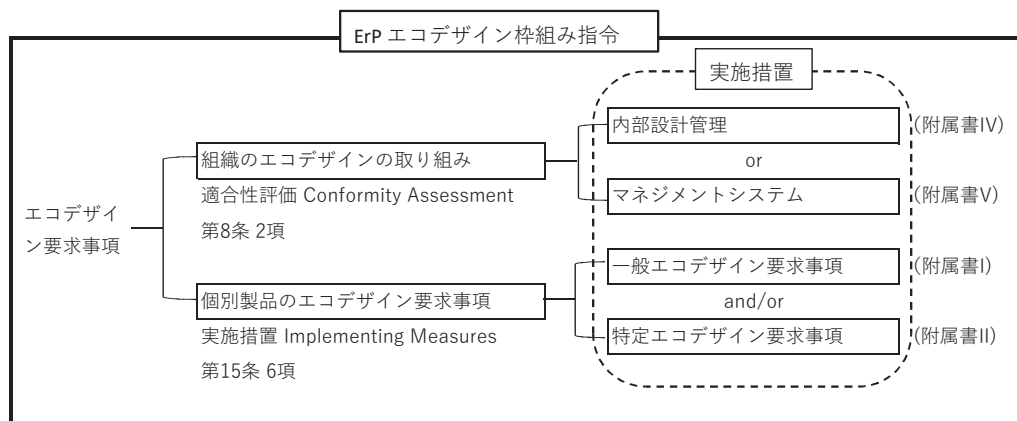 ErP エコデザイン枠組み指令
実施措置
内部設計管理 (附属書IV)
組織のエコデザインの取り組み
or
適合性評価 Conformity Assessment
マネジメントシステム (附属書V)
第8条 2項
エコデザイ
ン要求事項
一般エコデザイン要求事項 (附属書I)
個別製品のエコデザイン要求事項
and/or
実施措置 Implementing Measures
特定エコデザイン要求事項 (附属書II)
第15条 6項